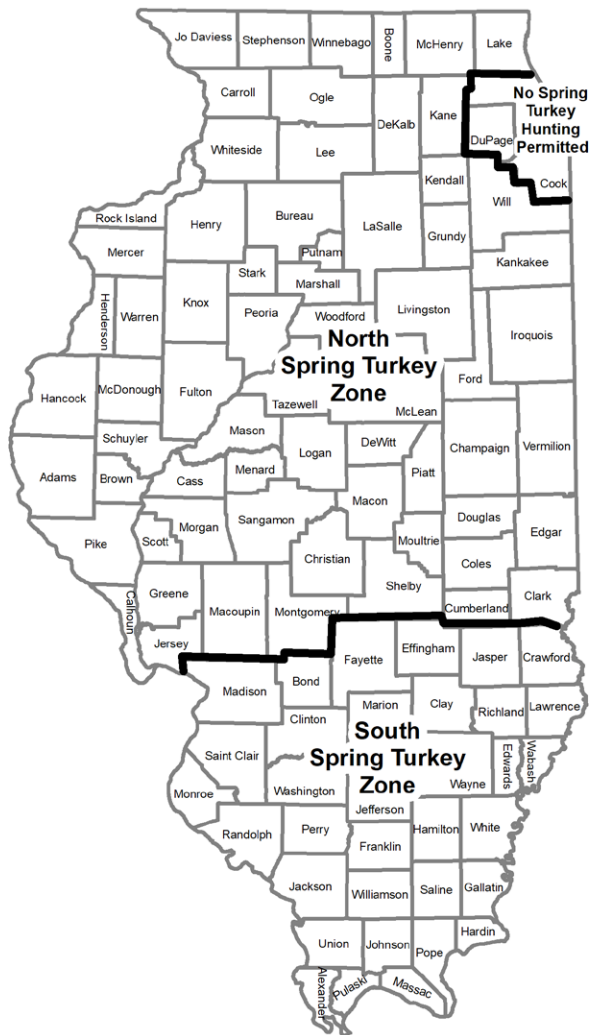 Jo Daviess
Stephenson
Winnebago
Boone
McHenry
Lake
Carroll
Ogle
DeKalb
Kane
No Spring
Turkey
Hunting
Permitted
DuPage
Cook
Whiteside
Lee
Kendall
Will
Rock Island
Henry
Bureau
LaSalle
Grundy
Mercer
Putnam
Stark
Marshall
Kankakee
Henderson
Warren
Knox
Peoria
Woodford
Livingston
Iroquois
North
Spring Turkey
Zone
Ford
Hancock
McDonough
Fulton
Tazewell
McLean
Schuyler
Mason
Logan
DeWitt
Champaign
Vermilion
Adams
Brown
Cass
Menard
Piatt
Macon
Pike
Scott
Morgan
Sangamon
Christian
Moultrie
Douglas
Edgar
Coles
Shelby
Calhoun
Greene
Macoupin
Montgomery
Cumberland
Clark
Jersey
Fayette
Effingham
Jasper
Crawford
Madison
Bond
Clinton
Marion
Clay
Richland
Lawrence
Saint Clair
South
Spring Turkey
Zone
Edwards
Wabash
Monroe
Washington
Wayne
Jefferson
Randolph
Perry
Hamilton
White
Franklin
Jackson
Williamson
Saline
Gallatin
Union
Johnson
Pope
Hardin
Alexander
Pulaski
Massac